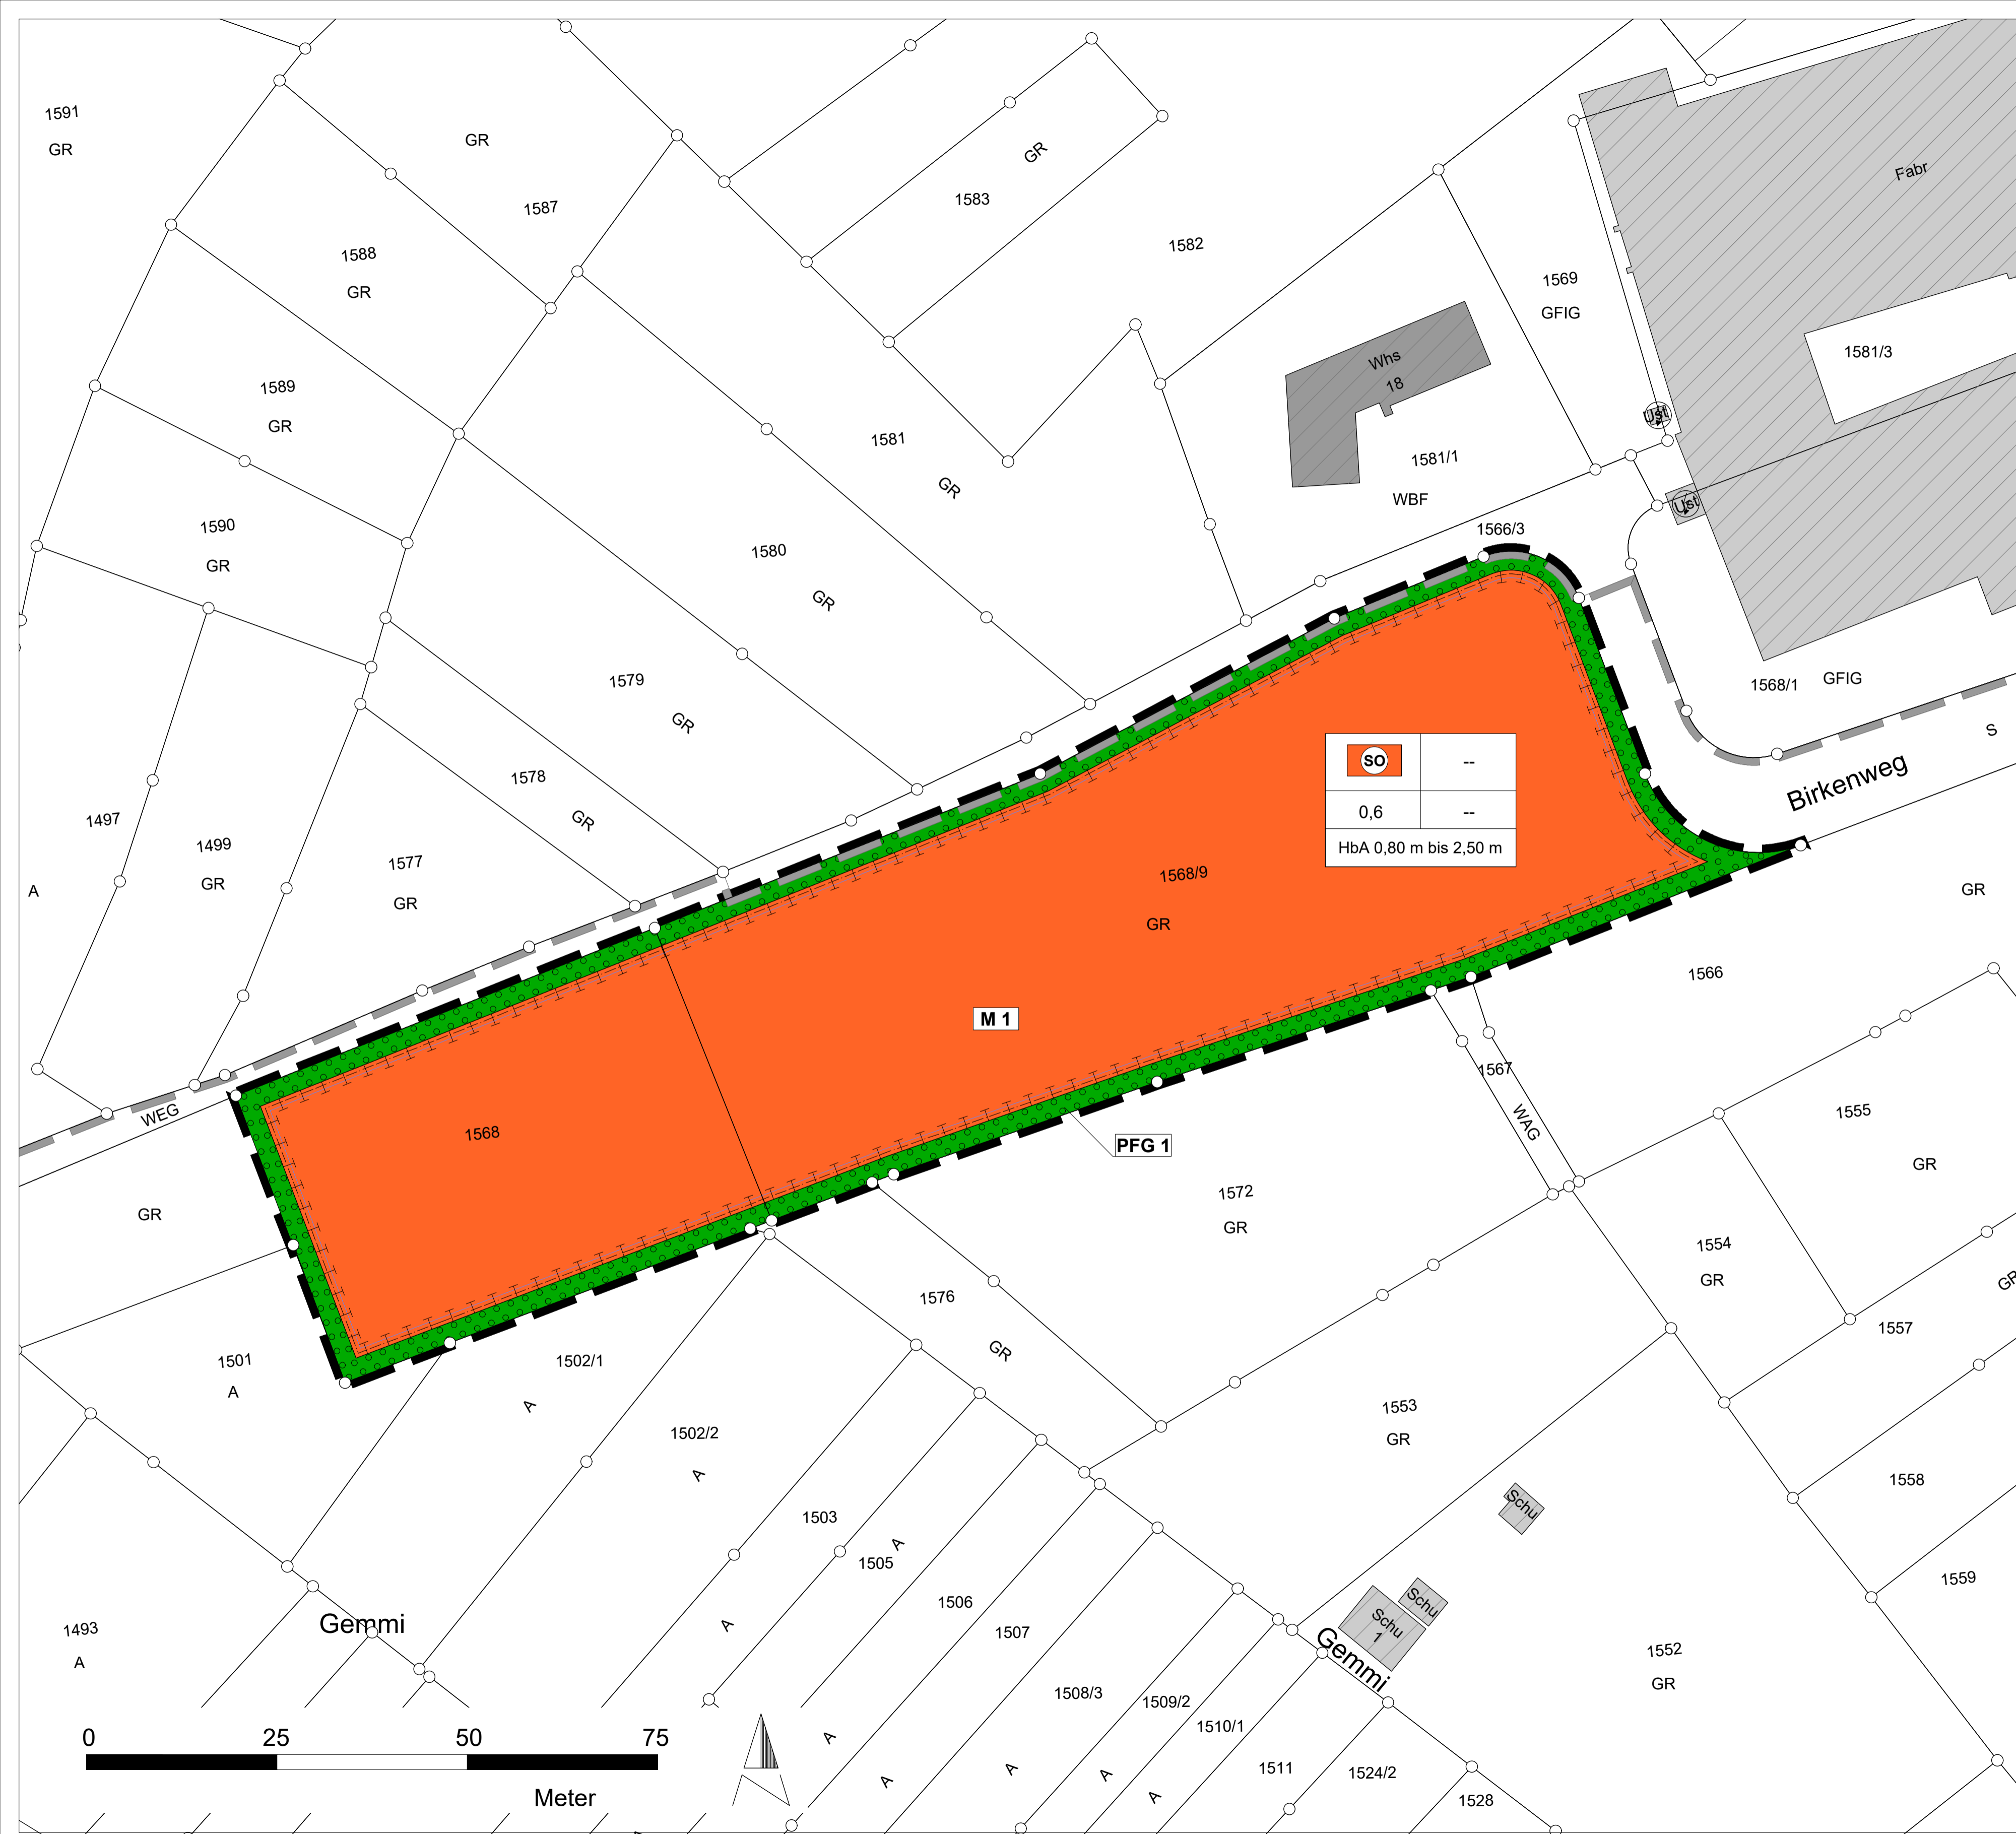 1591
GR
GR
1587
1588
GR
1583
GR
1582
Fabr
1569
GFIG
1581/3
Whs
18
1589
GR
1581
GR
Ust
1581/1
WBF
Ust
1590
GR
1580
GR
1566/3
1579
GR
1568/1
GFIG
S
Birkenweg
1578
GR
SO
--
0,6
--
HbA 0,80 m bis 2,50 m
1497
1499
GR
A
1577
GR
1568/9
GR
GR
1566
M 1
1567
WAG
WEG
1568
PFG 1
1555
GR
GR
1572
GR
1554
GR
GR
1501
A
1502/1
A
1576
GR
1557
1502/2
A
1553
GR
1558
Schu
1503
A
1505
A
1506
1507
1559
Schu
Schu
1
Gemmi
1493
A
Gemmi
1552
GR
1508/3
1509/2
1510/1
1511
1524/2
1528
A
A
A
A
A
0
25
50
75
Meter